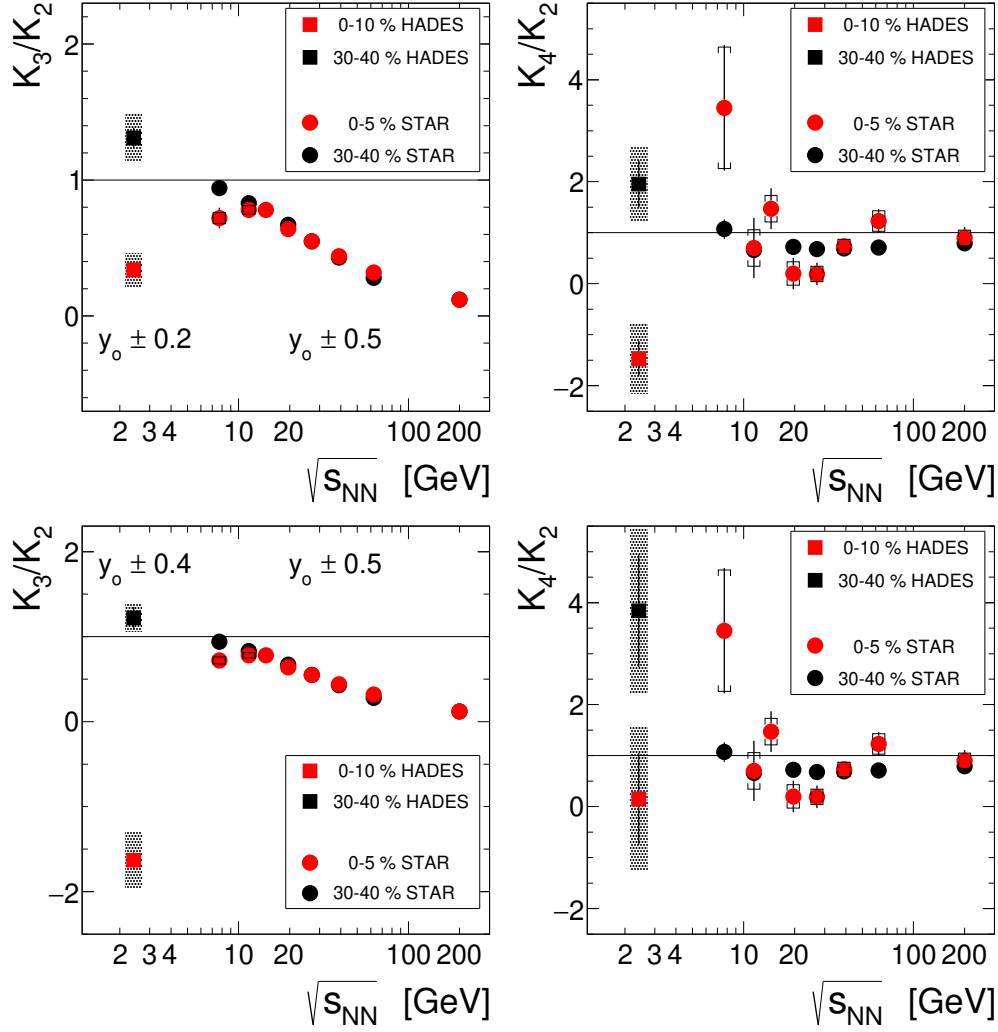 K3/K2
2
1
0
0-10 % HADES
30-40 % HADES
0-5 % STAR
30-40 % STAR
yo ± 0.2
yo ± 0.5
2 3 4 10 20 100 200
√sNN [GeV]
K4/K2
4
2
0
−2
0-10 % HADES
30-40 % HADES
0-5 % STAR
30-40 % STAR
2 3 4 10 20 100 200
√sNN [GeV]
K3/K2
2
0
−2
yo ± 0.4
yo ± 0.5
0-10 % HADES
30-40 % HADES
0-5 % STAR
30-40 % STAR
2 3 4 10 20 100 200
√sNN [GeV]
K4/K2
4
2
0
−2
0-10 % HADES
30-40 % HADES
0-5 % STAR
30-40 % STAR
2 3 4 10 20 100 200
√sNN [GeV]